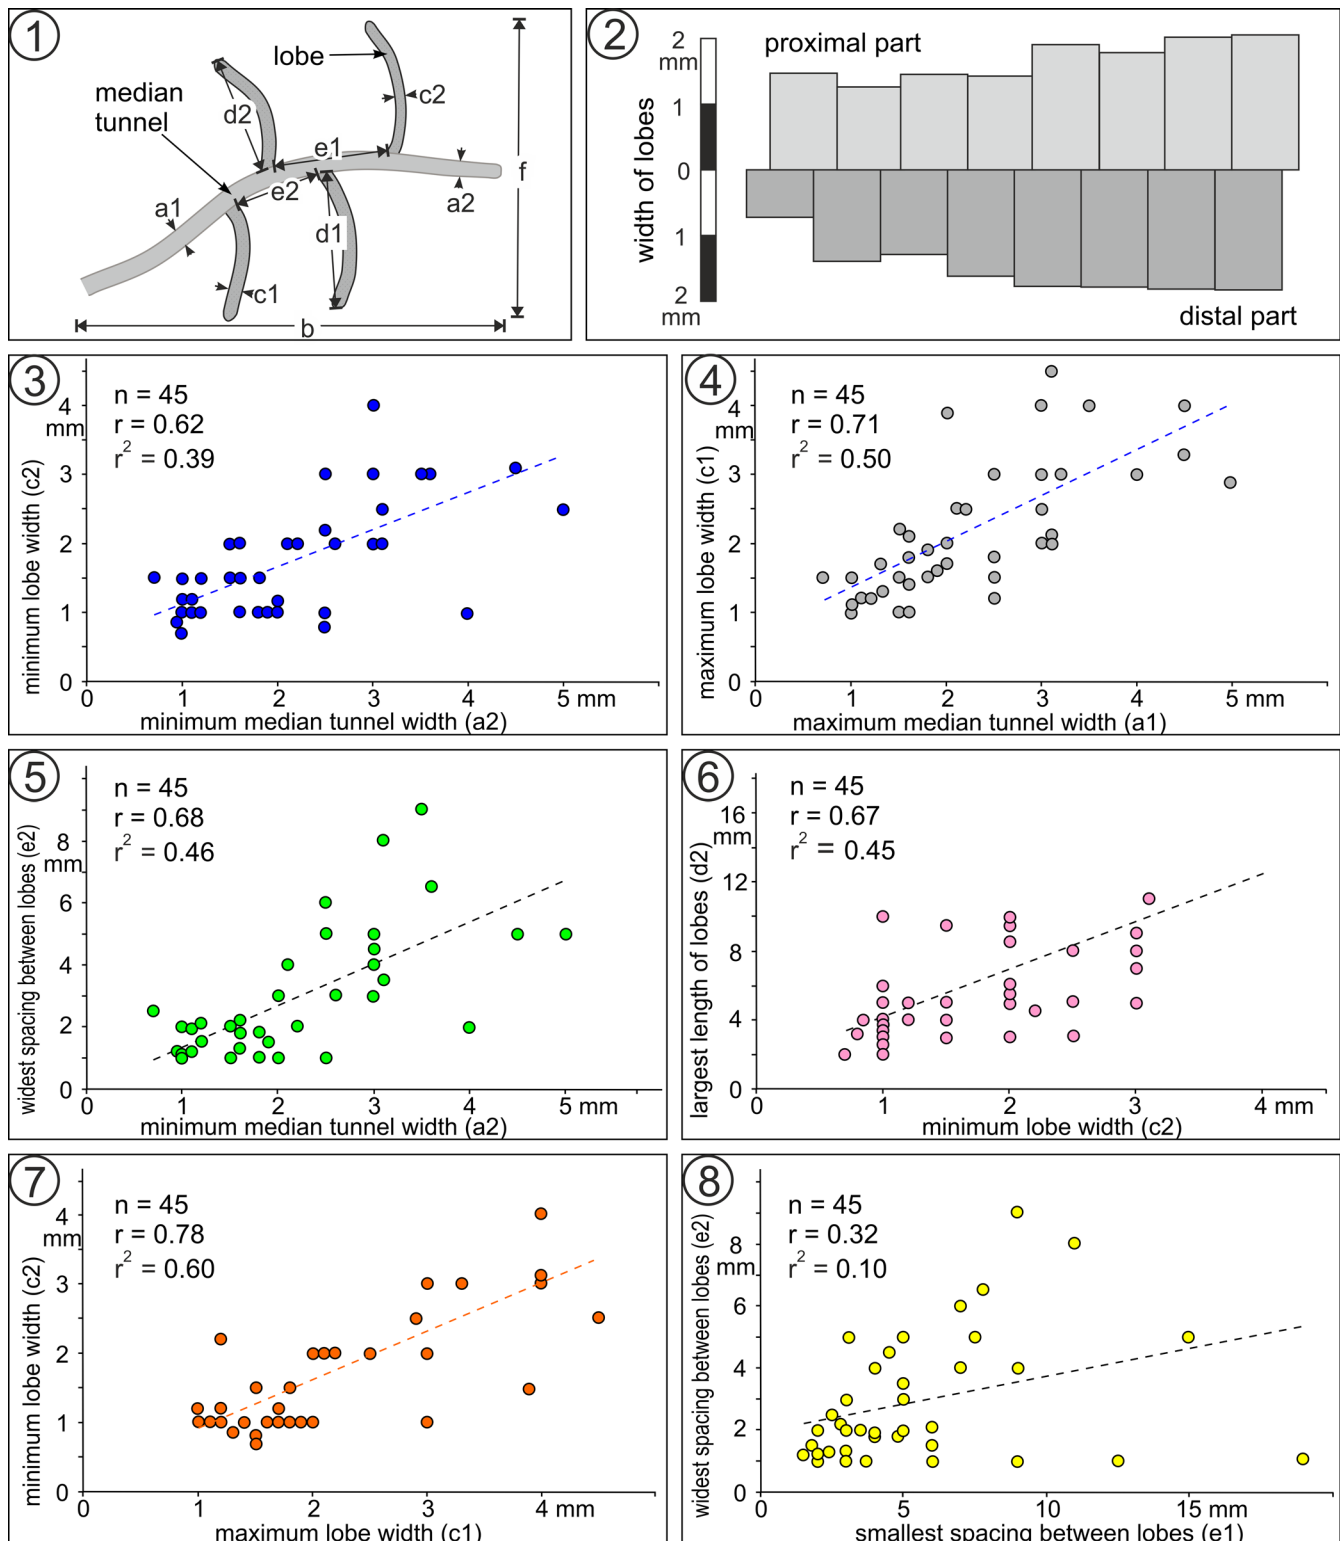 1
lobe
median
tunnel
d2
c2
e1
e2
f
a1
a2
d1
c1
b
2
2
mm
1
0
1
2
mm
width of lobes
proximal part
distal part
3
n = 45
r = 0.62
r2 = 0.39
4
mm
3
2
1
0
minimum lobe width (c2)
0 1 2 3 4 5 mm
minimum median tunnel width (a2)
4
n = 45
r = 0.71
r2 = 0.50
4
mm
3
2
1
0
maximum lobe width (c1)
0 1 2 3 4 5 mm
maximum median tunnel width (a1)
5
n = 45
r = 0.68
r2 = 0.46
8
mm
6
4
2
0
widest spacing between lobes (e2)
0 1 2 3 4 5 mm
minimum median tunnel width (a2)
6
n = 45
r = 0.67
r2 = 0.45
16
mm
12
8
4
0
largest length of lobes (d2)
0 1 2 3 4 mm
minimum lobe width (c2)
7
n = 45
r = 0.78
r2 = 0.60
4
mm
3
2
1
0
minimum lobe width (c2)
0 1 2 3 4 mm
maximum lobe width (c1)
8
n = 45
r = 0.32
r2 = 0.10
8
mm
6
4
2
0
widest spacing between lobes (e2)
0 5 10 15 mm
smallest spacing between lobes (e1)